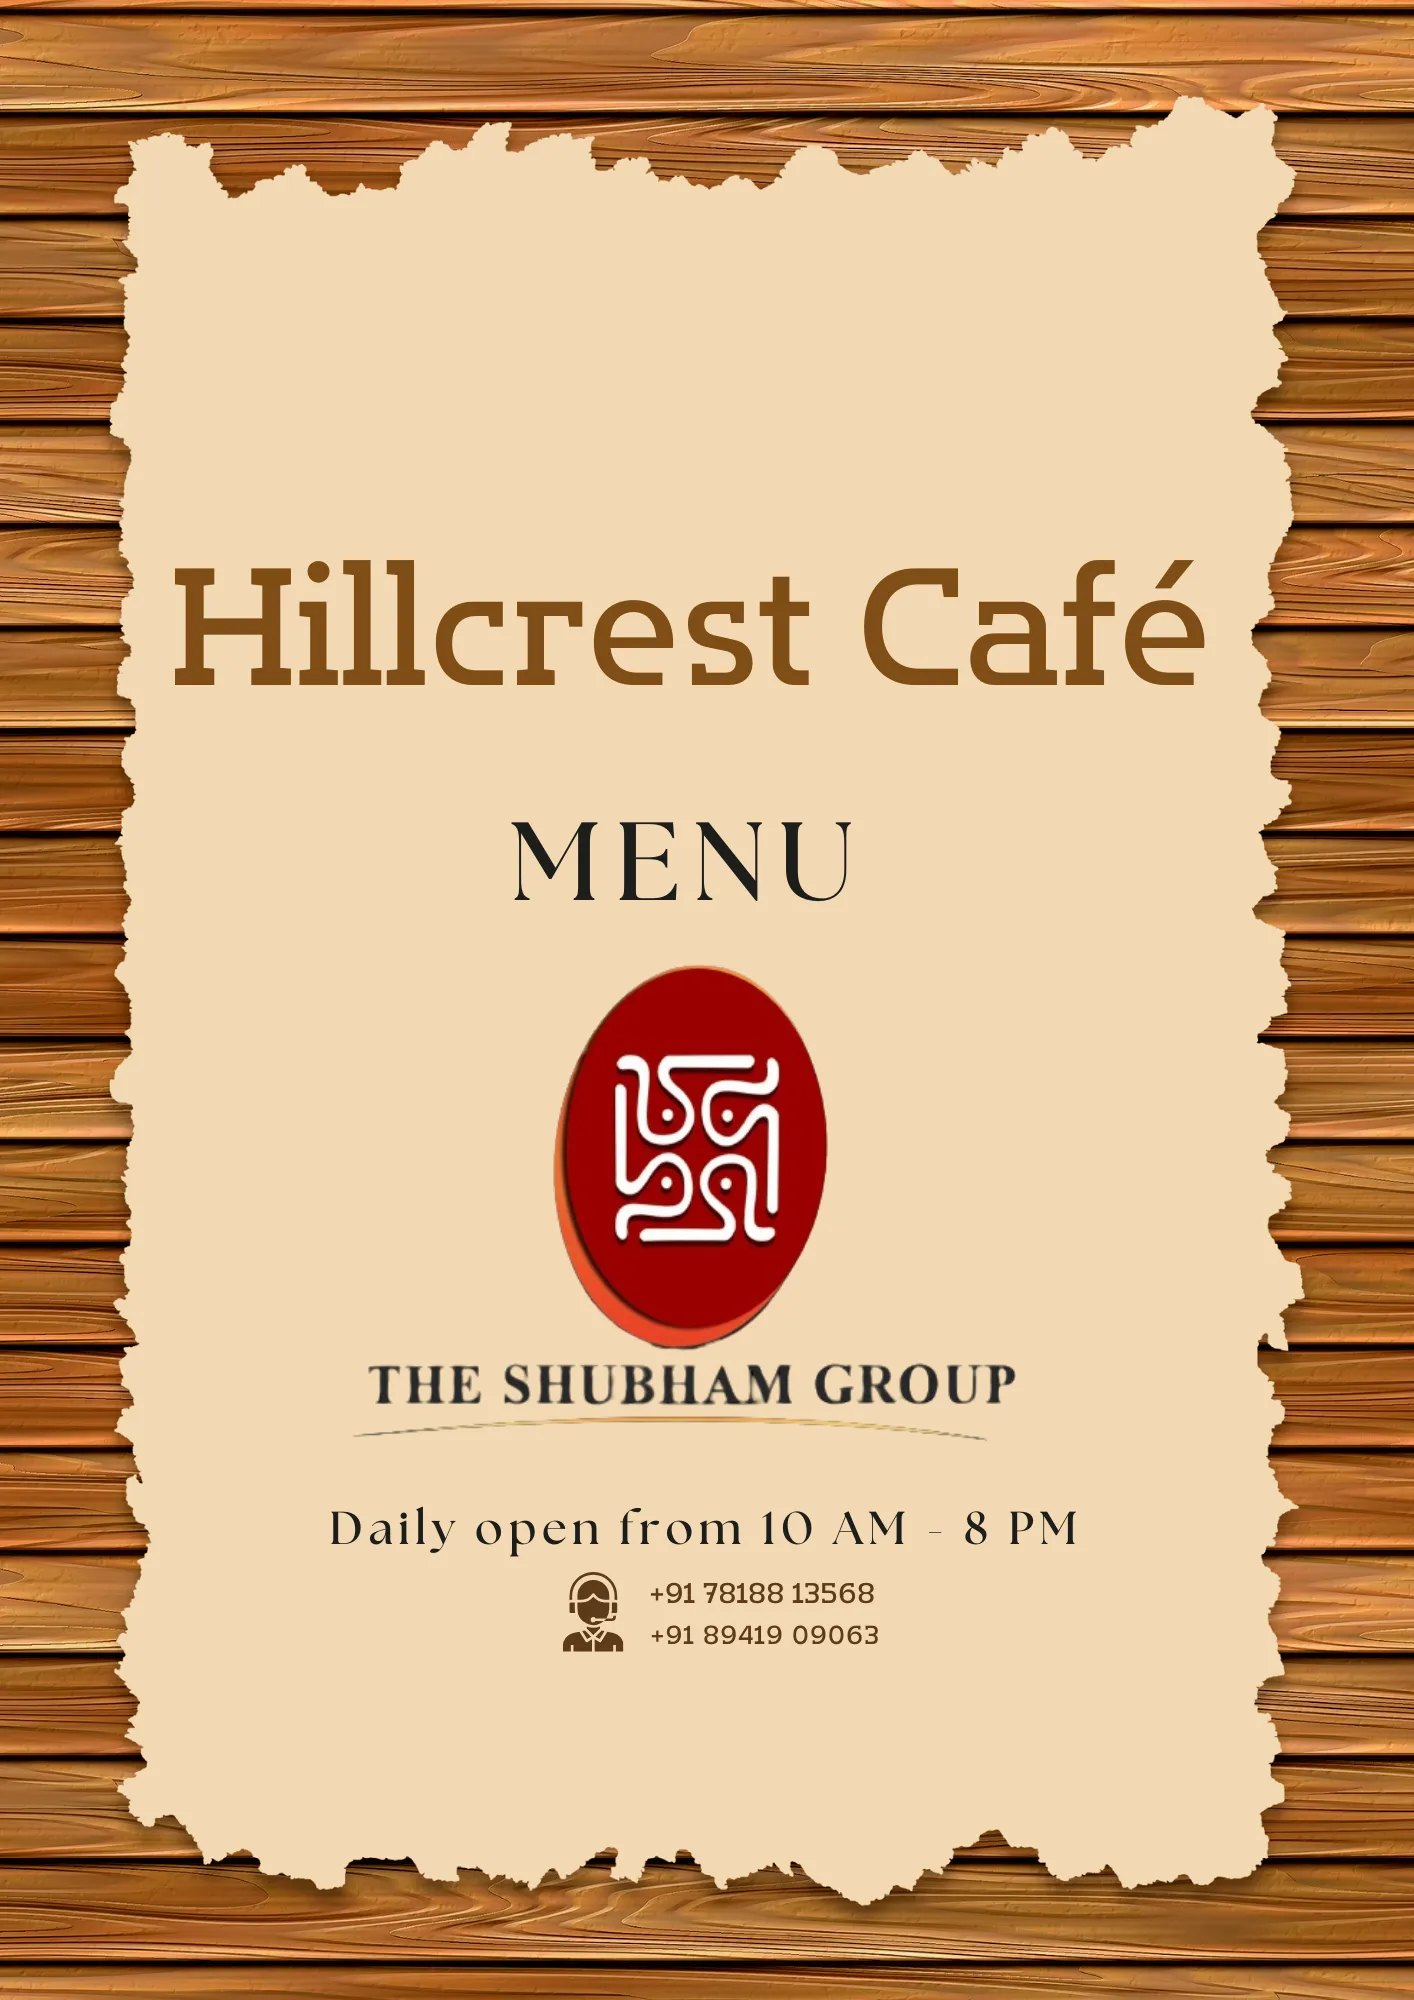 Hillcrest Café
MENU
THE SHUBHAM GROUP
Daily open from 10 AM - 8 PM
+91 78188 13568
+91 89419 09063